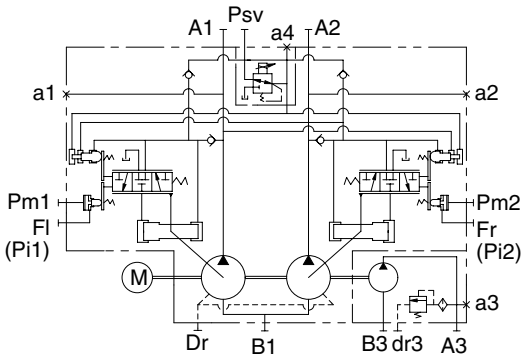 Psv
A1 A2
a4
a1 a2
Pm1 Pm2
Fl Fr
(Pi1) (Pi2)
M
a3
Dr B1 B3 dr3 A3